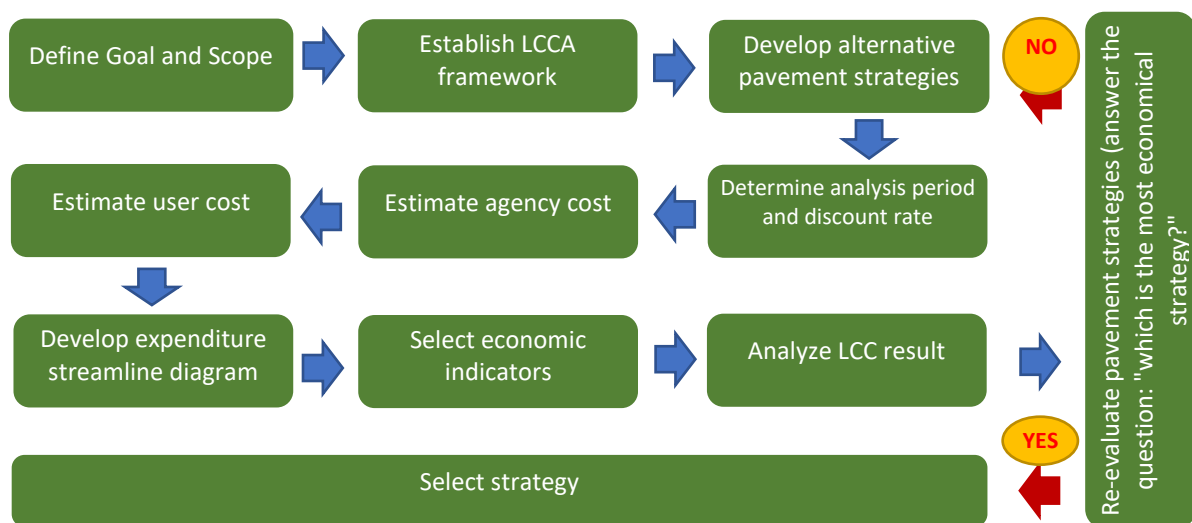 Define Goal and Scope
Establish LCCA
framework
Develop alternative
pavement strategies
NO
Estimate user cost
Estimate agency cost
Determine analysis period
and discount rate
Develop expenditure
streamline diagram
Select economic
indicators
Analyze LCC result
Re-evaluate pavement strategies (answer the
question: "which is the most economical
strategy?"
YES
Select strategy